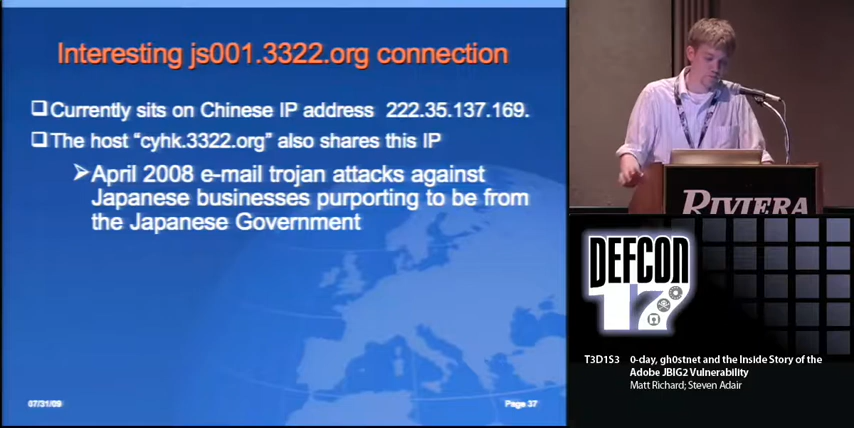 Interesting js001.3322.org connection
Currently sits on Chinese IP address 222.35.137.169.
The host “cyhk.3322.org” also shares this IP
April 2008 e-mail trojan attacks against
Japanese businesses purporting to be from
the Japanese Government
07/31/09
Page 37
RIVIERA
DEFCON
17
T3D1S3 0-day, gh0stnet and the Inside Story of the
Adobe JBIG2 Vulnerability
Matt Richard; Steven Adair